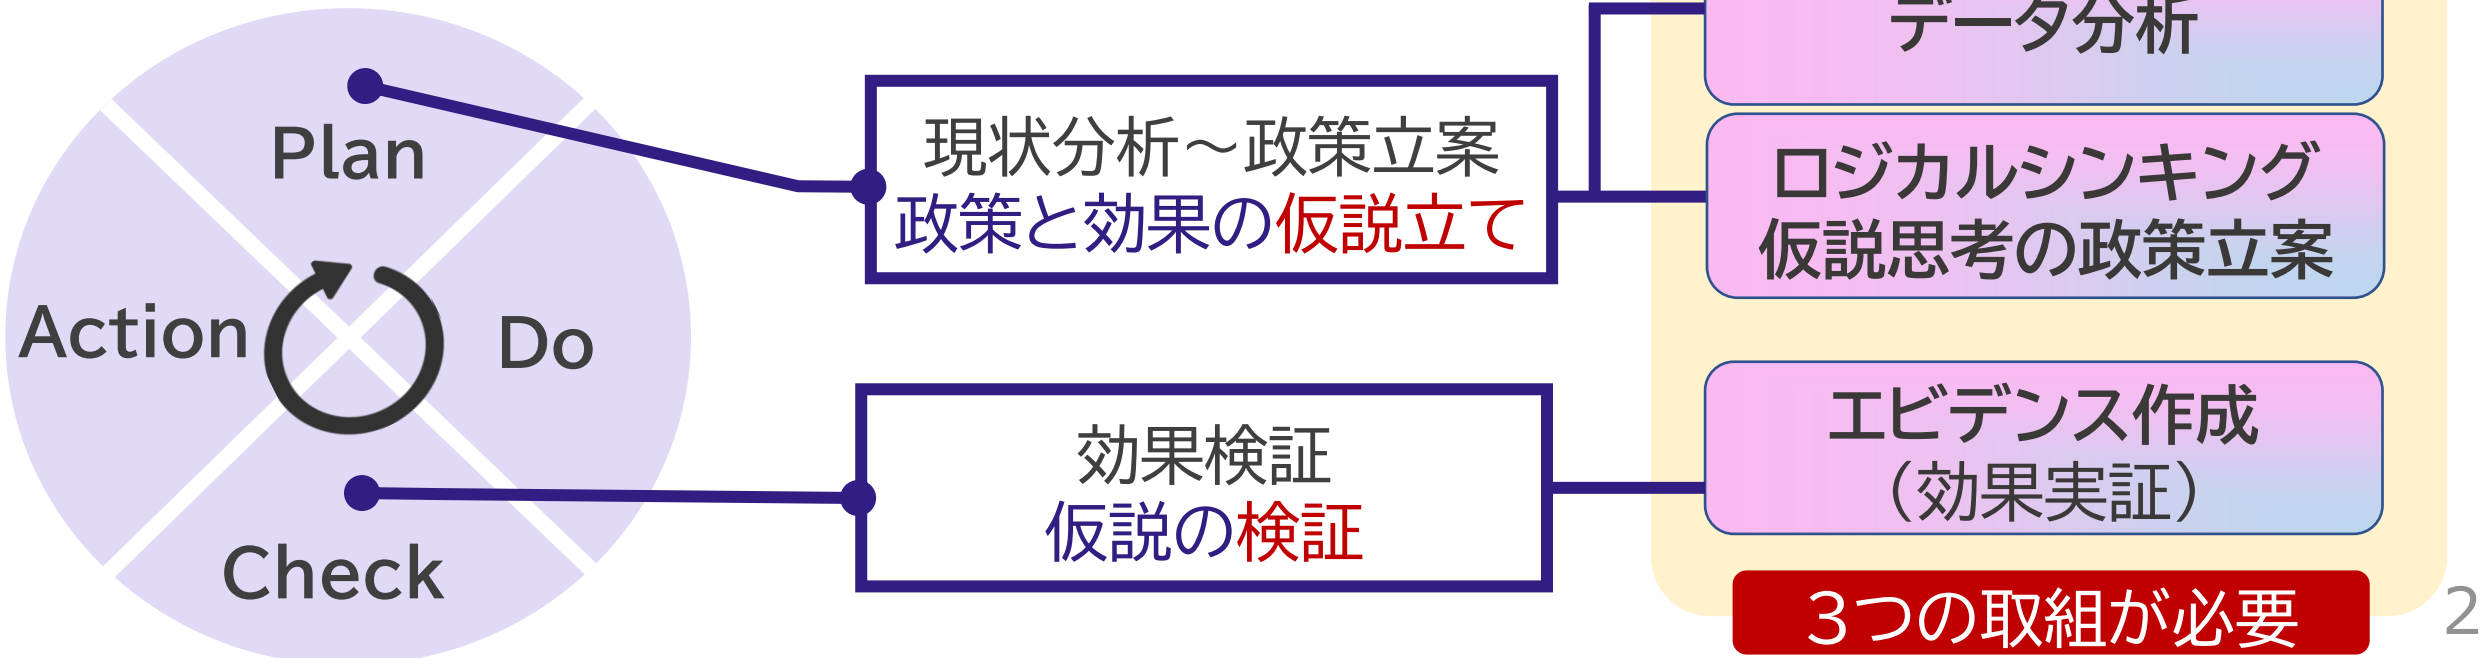 Plan
Action
Do
Check
現状分析～政策立案
政策と効果の仮説立て
効果検証
仮説の検証
データ分析
ロジカルシンキング
仮説思考の政策立案
エビデンス作成
（効果実証）
３つの取組が必要
2